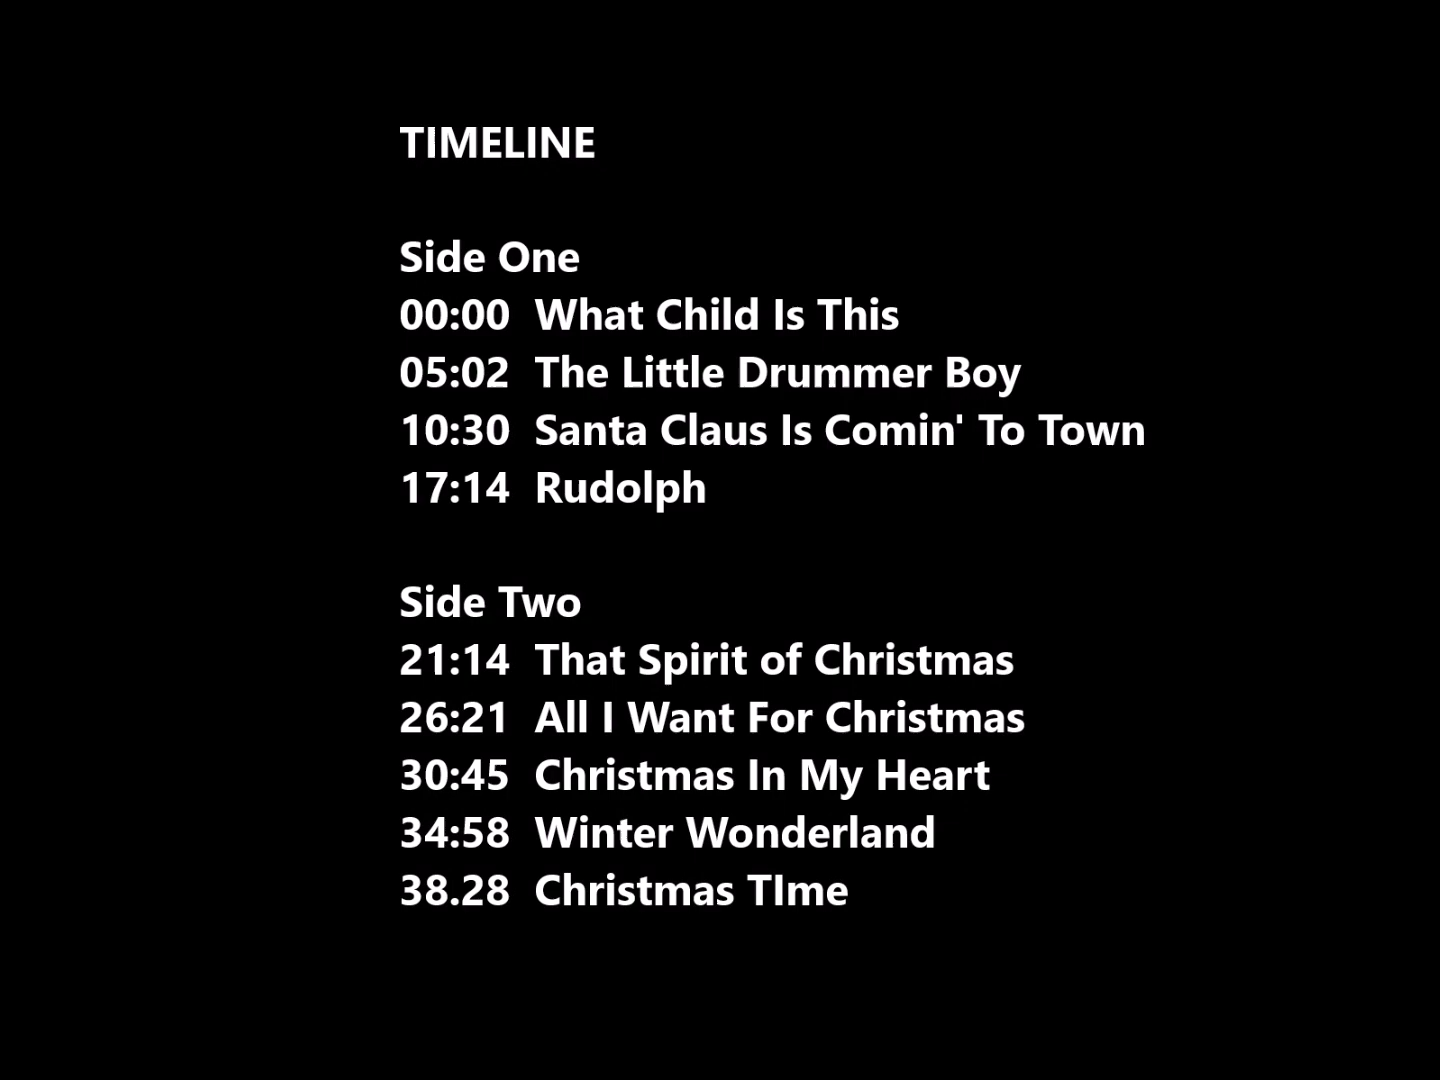 TIMELINE
Side One
00:00 What Child Is This
05:02 The Little Drummer Boy
10:30 Santa Claus Is Comin' To Town
17:14 Rudolph
Side Two
21:14 That Spirit of Christmas
26:21 All I Want For Christmas
30:45 Christmas In My Heart
34:58 Winter Wonderland
38.28 Christmas TIme